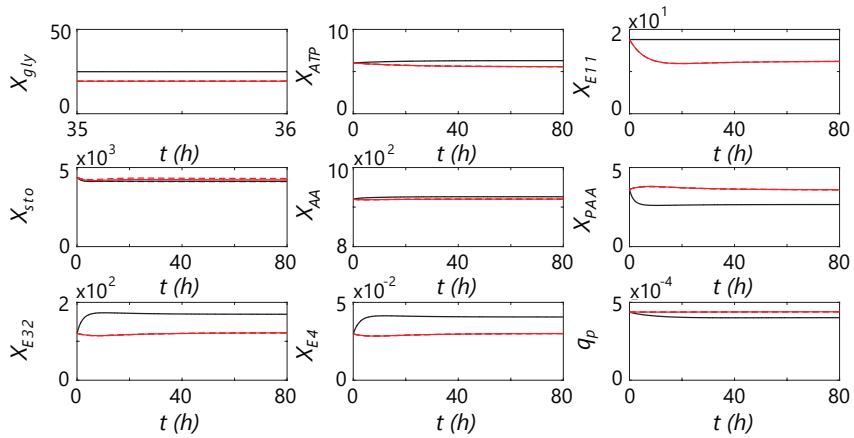 50
X_gly
0
35 36
t (h)
10
X_ATP
0
0 40 80
t (h)
2 x10^1
X_E11
0
0 40 80
t (h)
5 x10^3
X_sto
0
0 40 80
t (h)
10 x10^2
X_AA
8
0 40 80
t (h)
5
X_PAA
0
0 40 80
t (h)
2 x10^2
X_E32
0
0 40 80
t (h)
5 x10^-2
X_E4
0
0 40 80
t (h)
5 x10^-4
q_p
0
0 40 80
t (h)